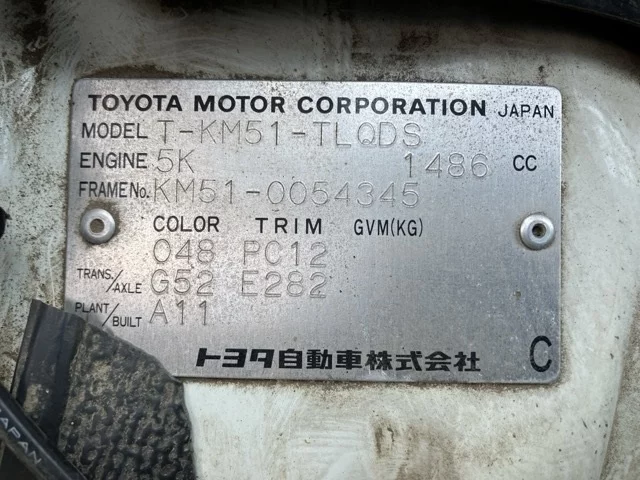 TOYOTA MOTOR CORPORATION JAPAN
MODEL T-KM51-TLQDS
ENGINE 5K 1486 CC
FRAME No. KM51-0054345
COLOR TRIM GVM(KG)
048 PC12
TRANS./AXLE G52 E282
PLANT/BUILT A11
トヨタ自動車株式会社 C
JAPAN